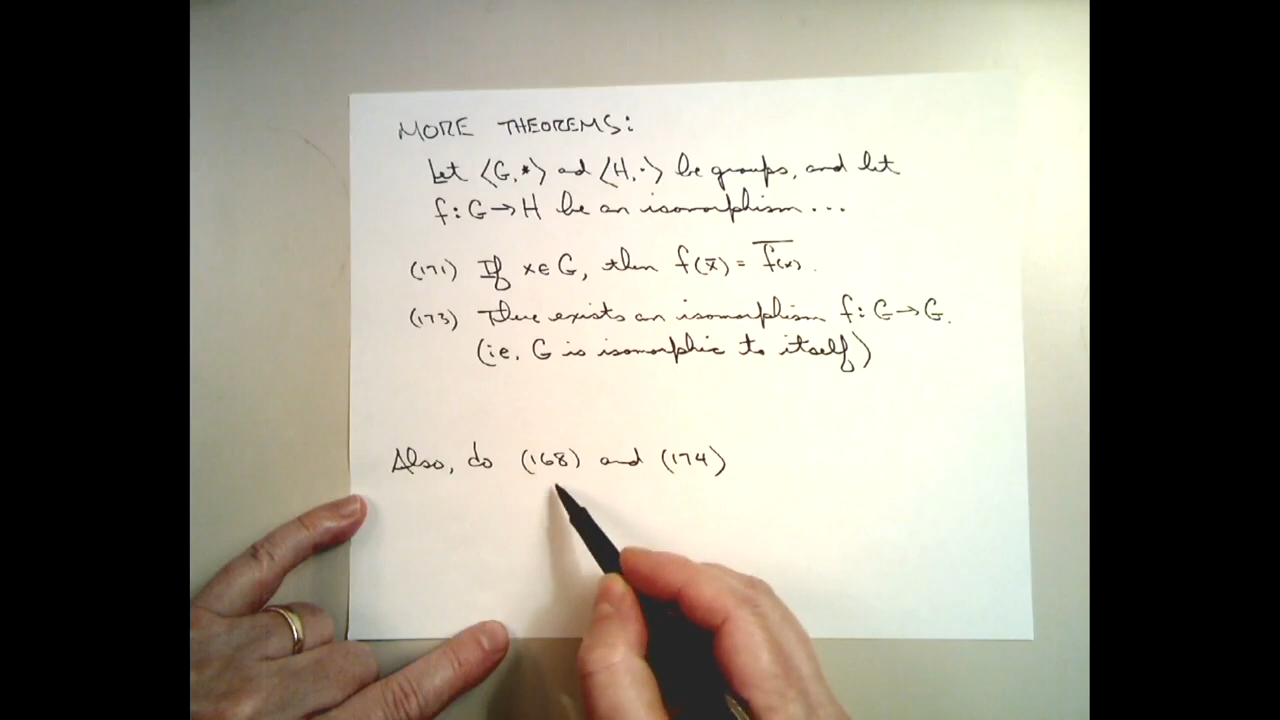 MORE THEOREMS:
Let ⟨G,*⟩ and ⟨H,·⟩ be groups, and let
f: G→H be an isomorphism...
(171) If x∈G, then f(x̄) = \overline{f(x)}.
(173) There exists an isomorphism f: G→G.
(ie. G is isomorphic to itself)
Also, do (168) and (174)